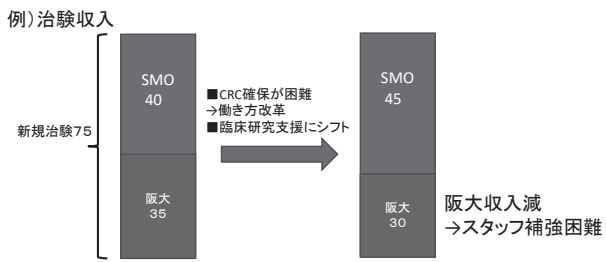 例)治験収入
新規治験75
SMO
40
阪大
35
■CRC確保が困難
→働き方改革
■臨床研究支援にシフト
SMO
45
阪大
30
阪大収入減
→スタッフ補強困難